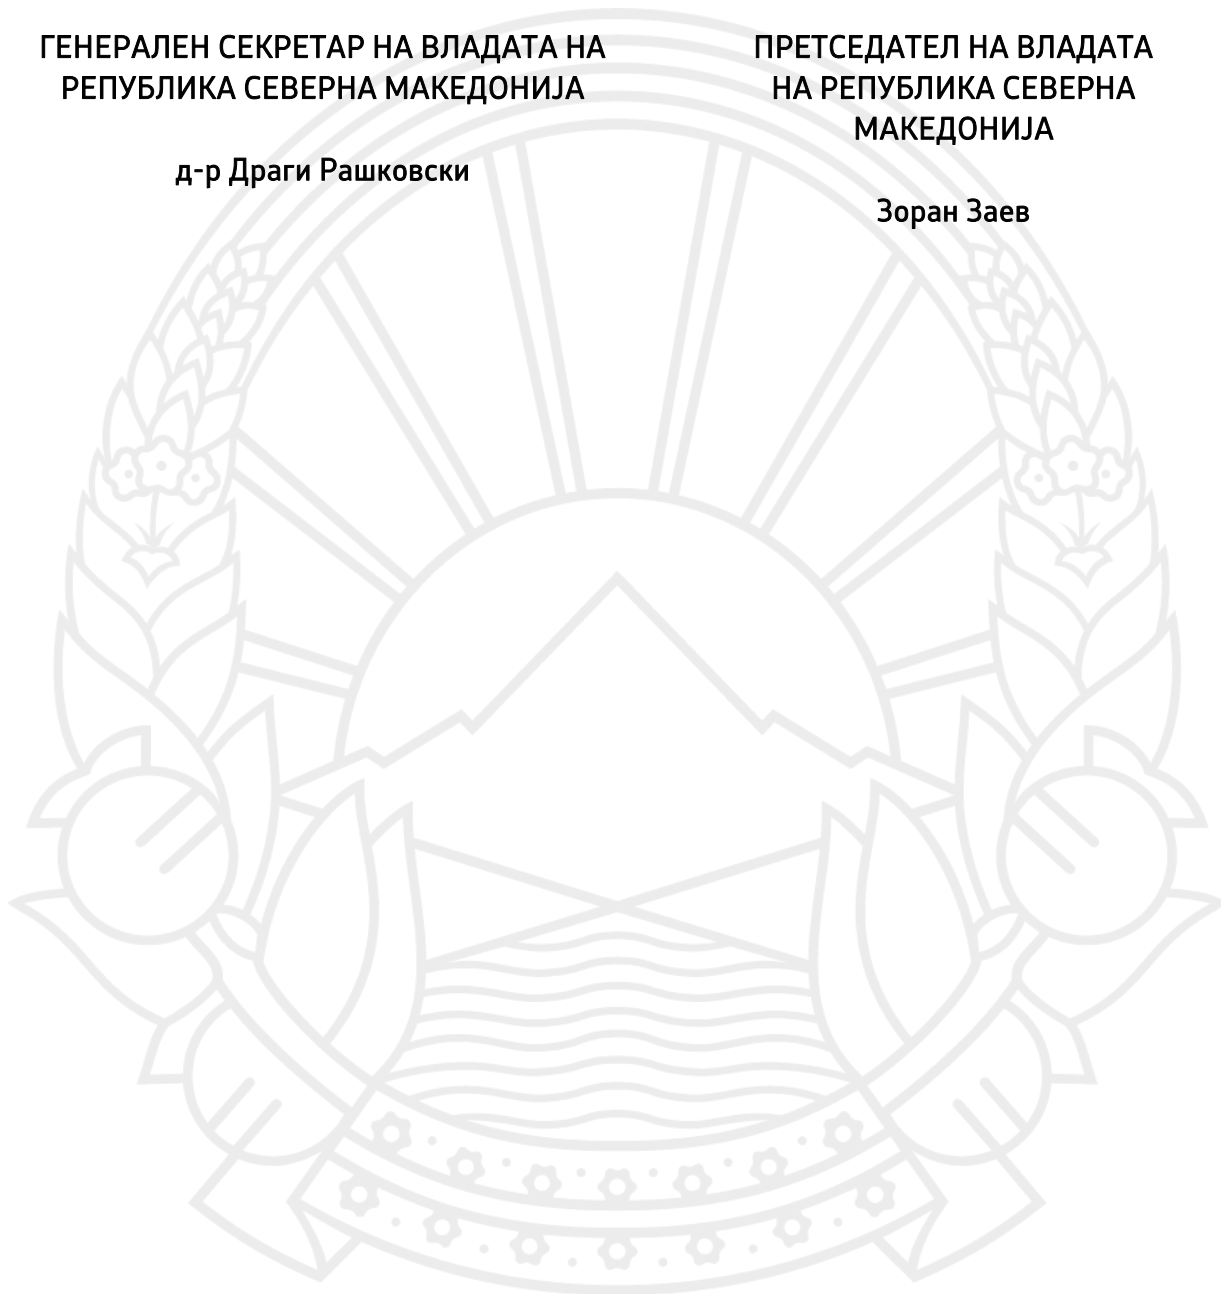 ГЕНЕРАЛЕН СЕКРЕТАР НА ВЛАДАТА НА
РЕПУБЛИКА СЕВЕРНА МАКЕДОНИЈА
д-р Драги Рашковски
ПРЕТСЕДАТЕЛ НА ВЛАДАТА
НА РЕПУБЛИКА СЕВЕРНА
МАКЕДОНИЈА
Зоран Заев